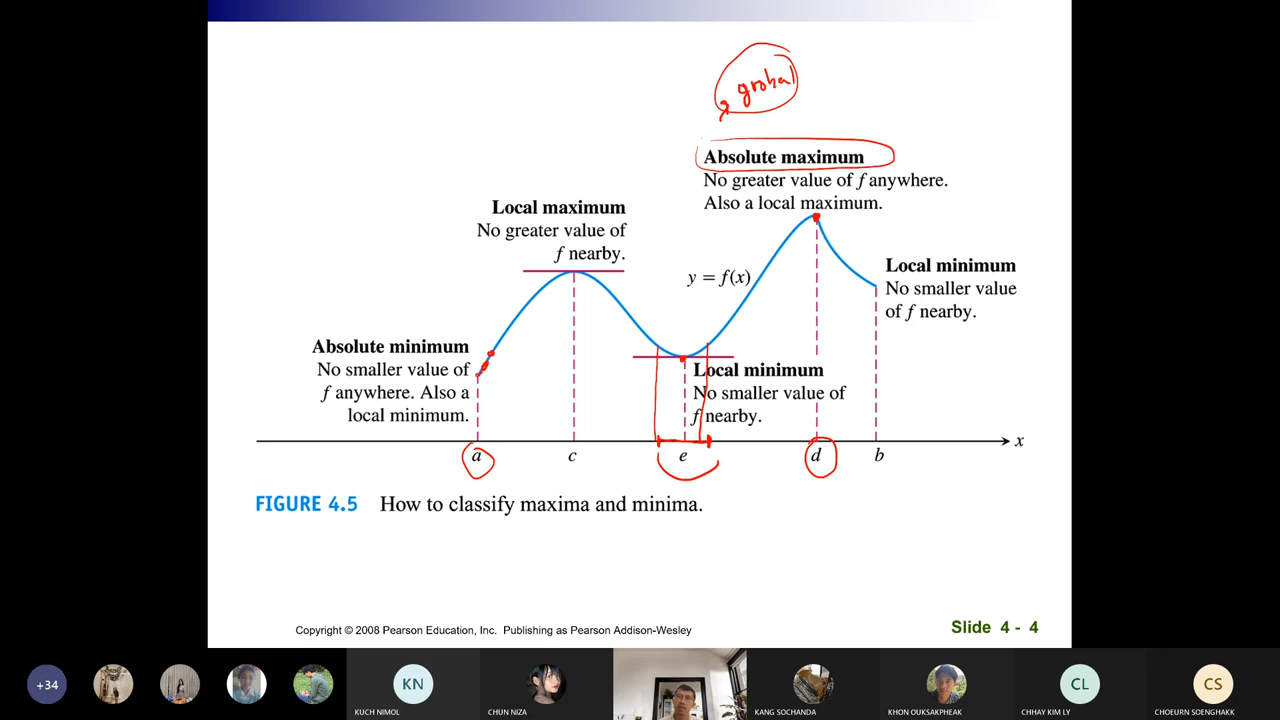 grobal
Absolute maximum
No greater value of f anywhere.
Also a local maximum.
Local maximum
No greater value of
f nearby.
y = f(x)
Local minimum
No smaller value
of f nearby.
Absolute minimum
No smaller value of
f anywhere. Also a
local minimum.
Local minimum
No smaller value of
f nearby.
x
a c e d b
FIGURE 4.5 How to classify maxima and minima.
Copyright © 2008 Pearson Education, Inc. Publishing as Pearson Addison-Wesley
Slide 4 - 4
+34 KN CL CS
KUCH NIMOL CHUN NIZA KANG SOCHANDA KHON OUKSAKPHEAK CHHAY KIM LY CHOEURN SOENGHAKK